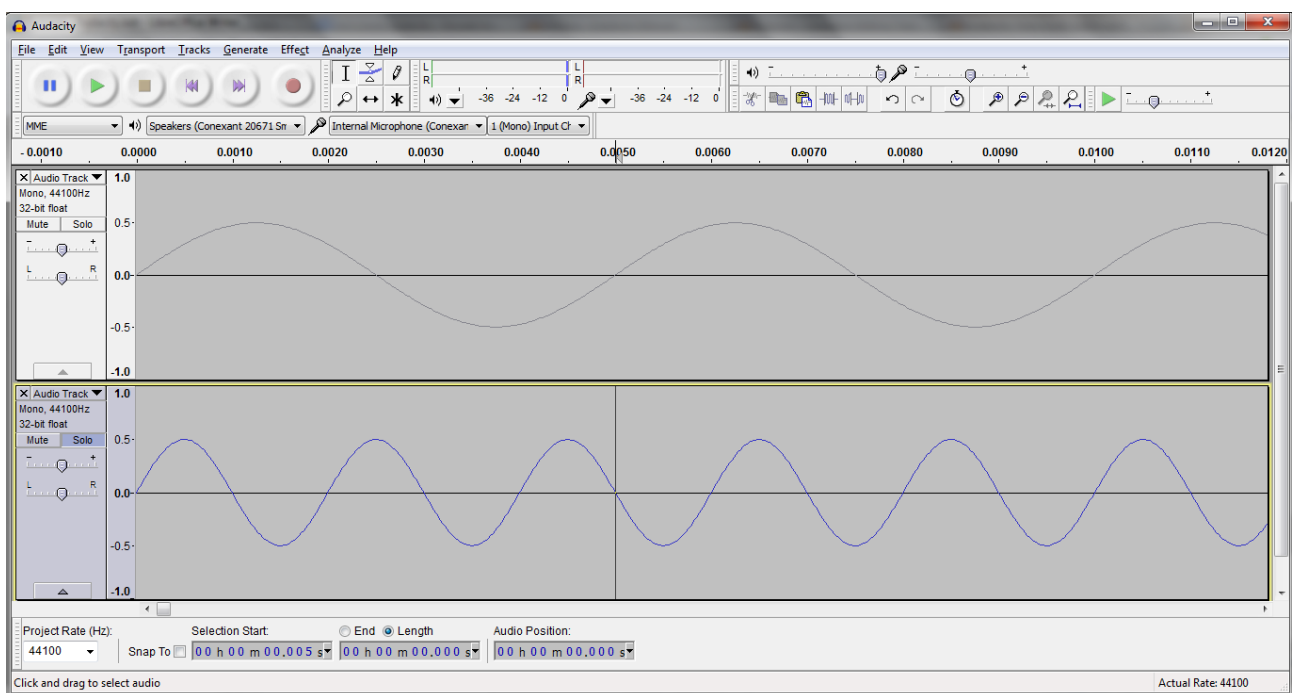 Audacity
File Edit View Transport Tracks Generate Effect Analyze Help
L
R
L
R
-36 -24 -12 0
-36 -24 -12 0
MME
Speakers (Conexant 20671 Sm
Internal Microphone (Conexan
1 (Mono) Input Ch
- 0.0010 0.0000 0.0010 0.0020 0.0030 0.0040 0.0050 0.0060 0.0070 0.0080 0.0090 0.0100 0.0110 0.0120
X Audio Track
Mono, 44100Hz
32-bit float
Mute Solo
- +
L R
1.0
0.5
0.0
-0.5
-1.0
X Audio Track
Mono, 44100Hz
32-bit float
Mute Solo
- +
L R
1.0
0.5
0.0
-0.5
-1.0
Project Rate (Hz): Selection Start: End Length Audio Position:
44100 Snap To 00 h 00 m 00.005 s 00 h 00 m 00.000 s 00 h 00 m 00.000 s
Click and drag to select audio Actual Rate: 44100